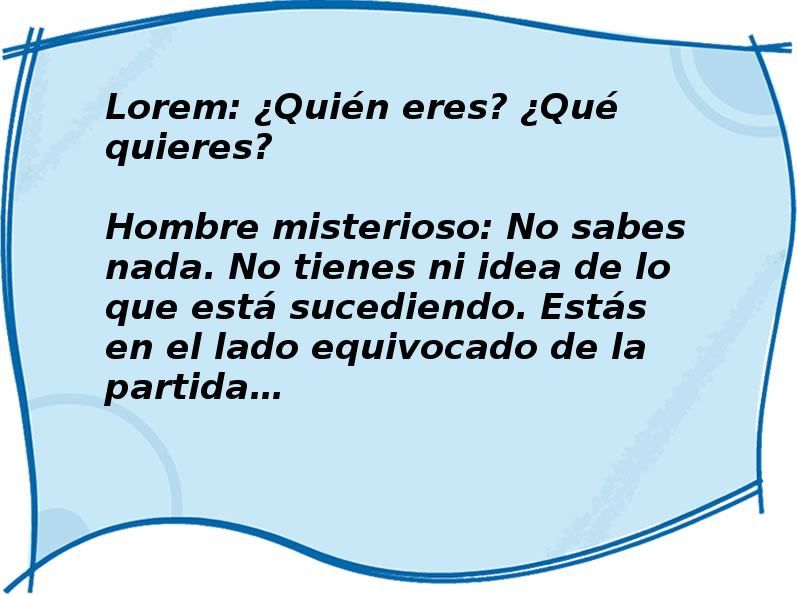 Lorem: ¿Quién eres? ¿Qué
quieres?
Hombre misterioso: No sabes
nada. No tienes ni idea de lo
que está sucediendo. Estás
en el lado equivocado de la
partida…